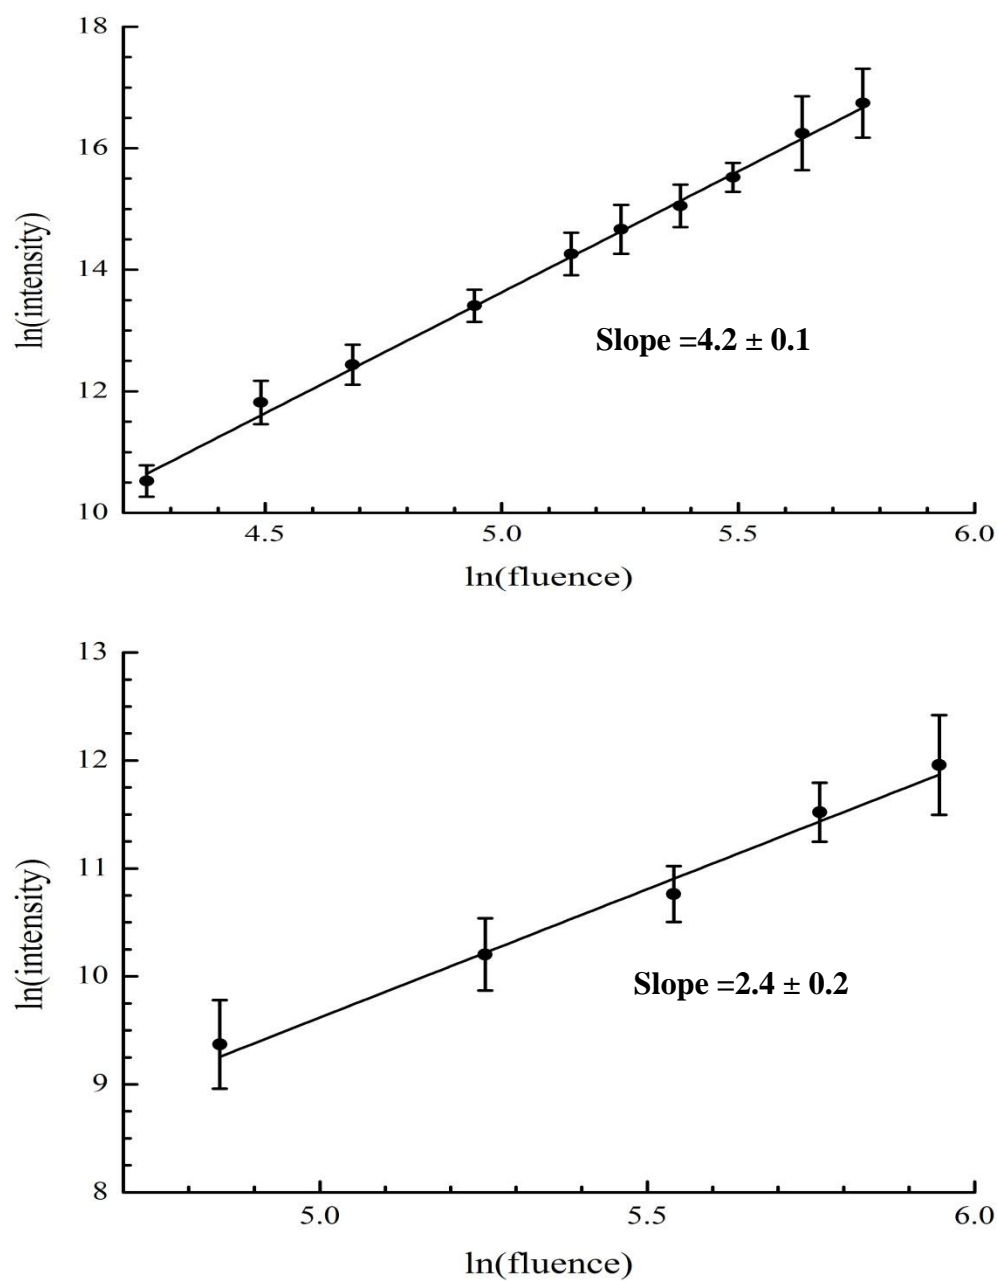 18
16
14
12
10
ln(intensity)
Slope =4.2 ± 0.1
4.5 5.0 5.5 6.0
ln(fluence)
13
12
11
10
9
8
ln(intensity)
Slope =2.4 ± 0.2
5.0 5.5 6.0
ln(fluence)